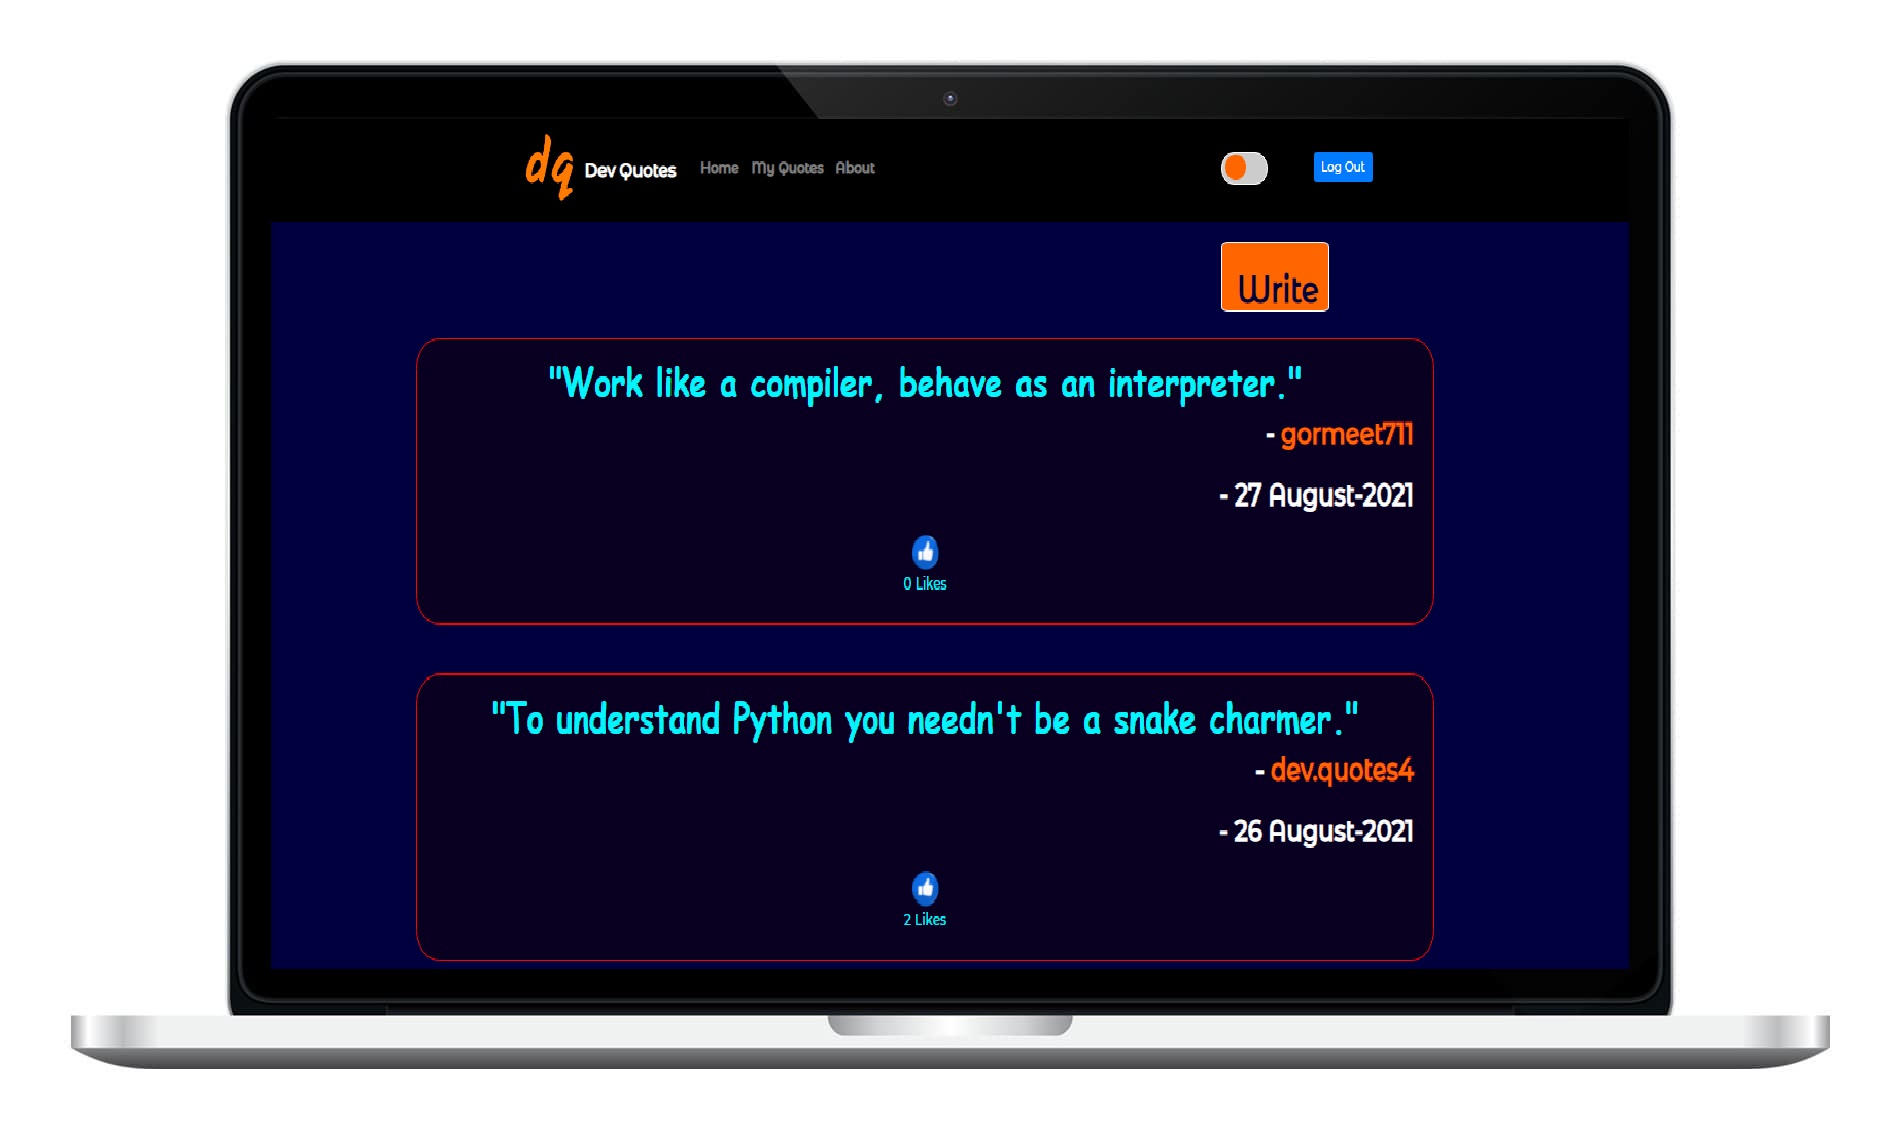 dq Dev Quotes Home My Quotes About Log Out
Write
"Work like a compiler, behave as an interpreter."
- gormeet711
- 27 August-2021
0 Likes
"To understand Python you needn't be a snake charmer."
- dev.quotes4
- 26 August-2021
2 Likes